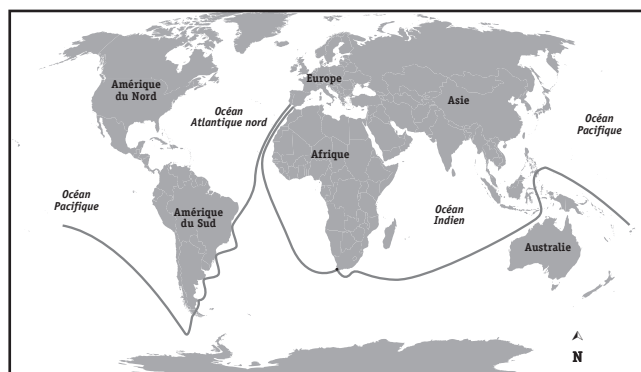 Amérique
du Nord
Océan
Atlantique nord
Europe
Asie
Océan
Pacifique
Afrique
Océan
Pacifique
Amérique
du Sud
Océan
Indien
Australie
N